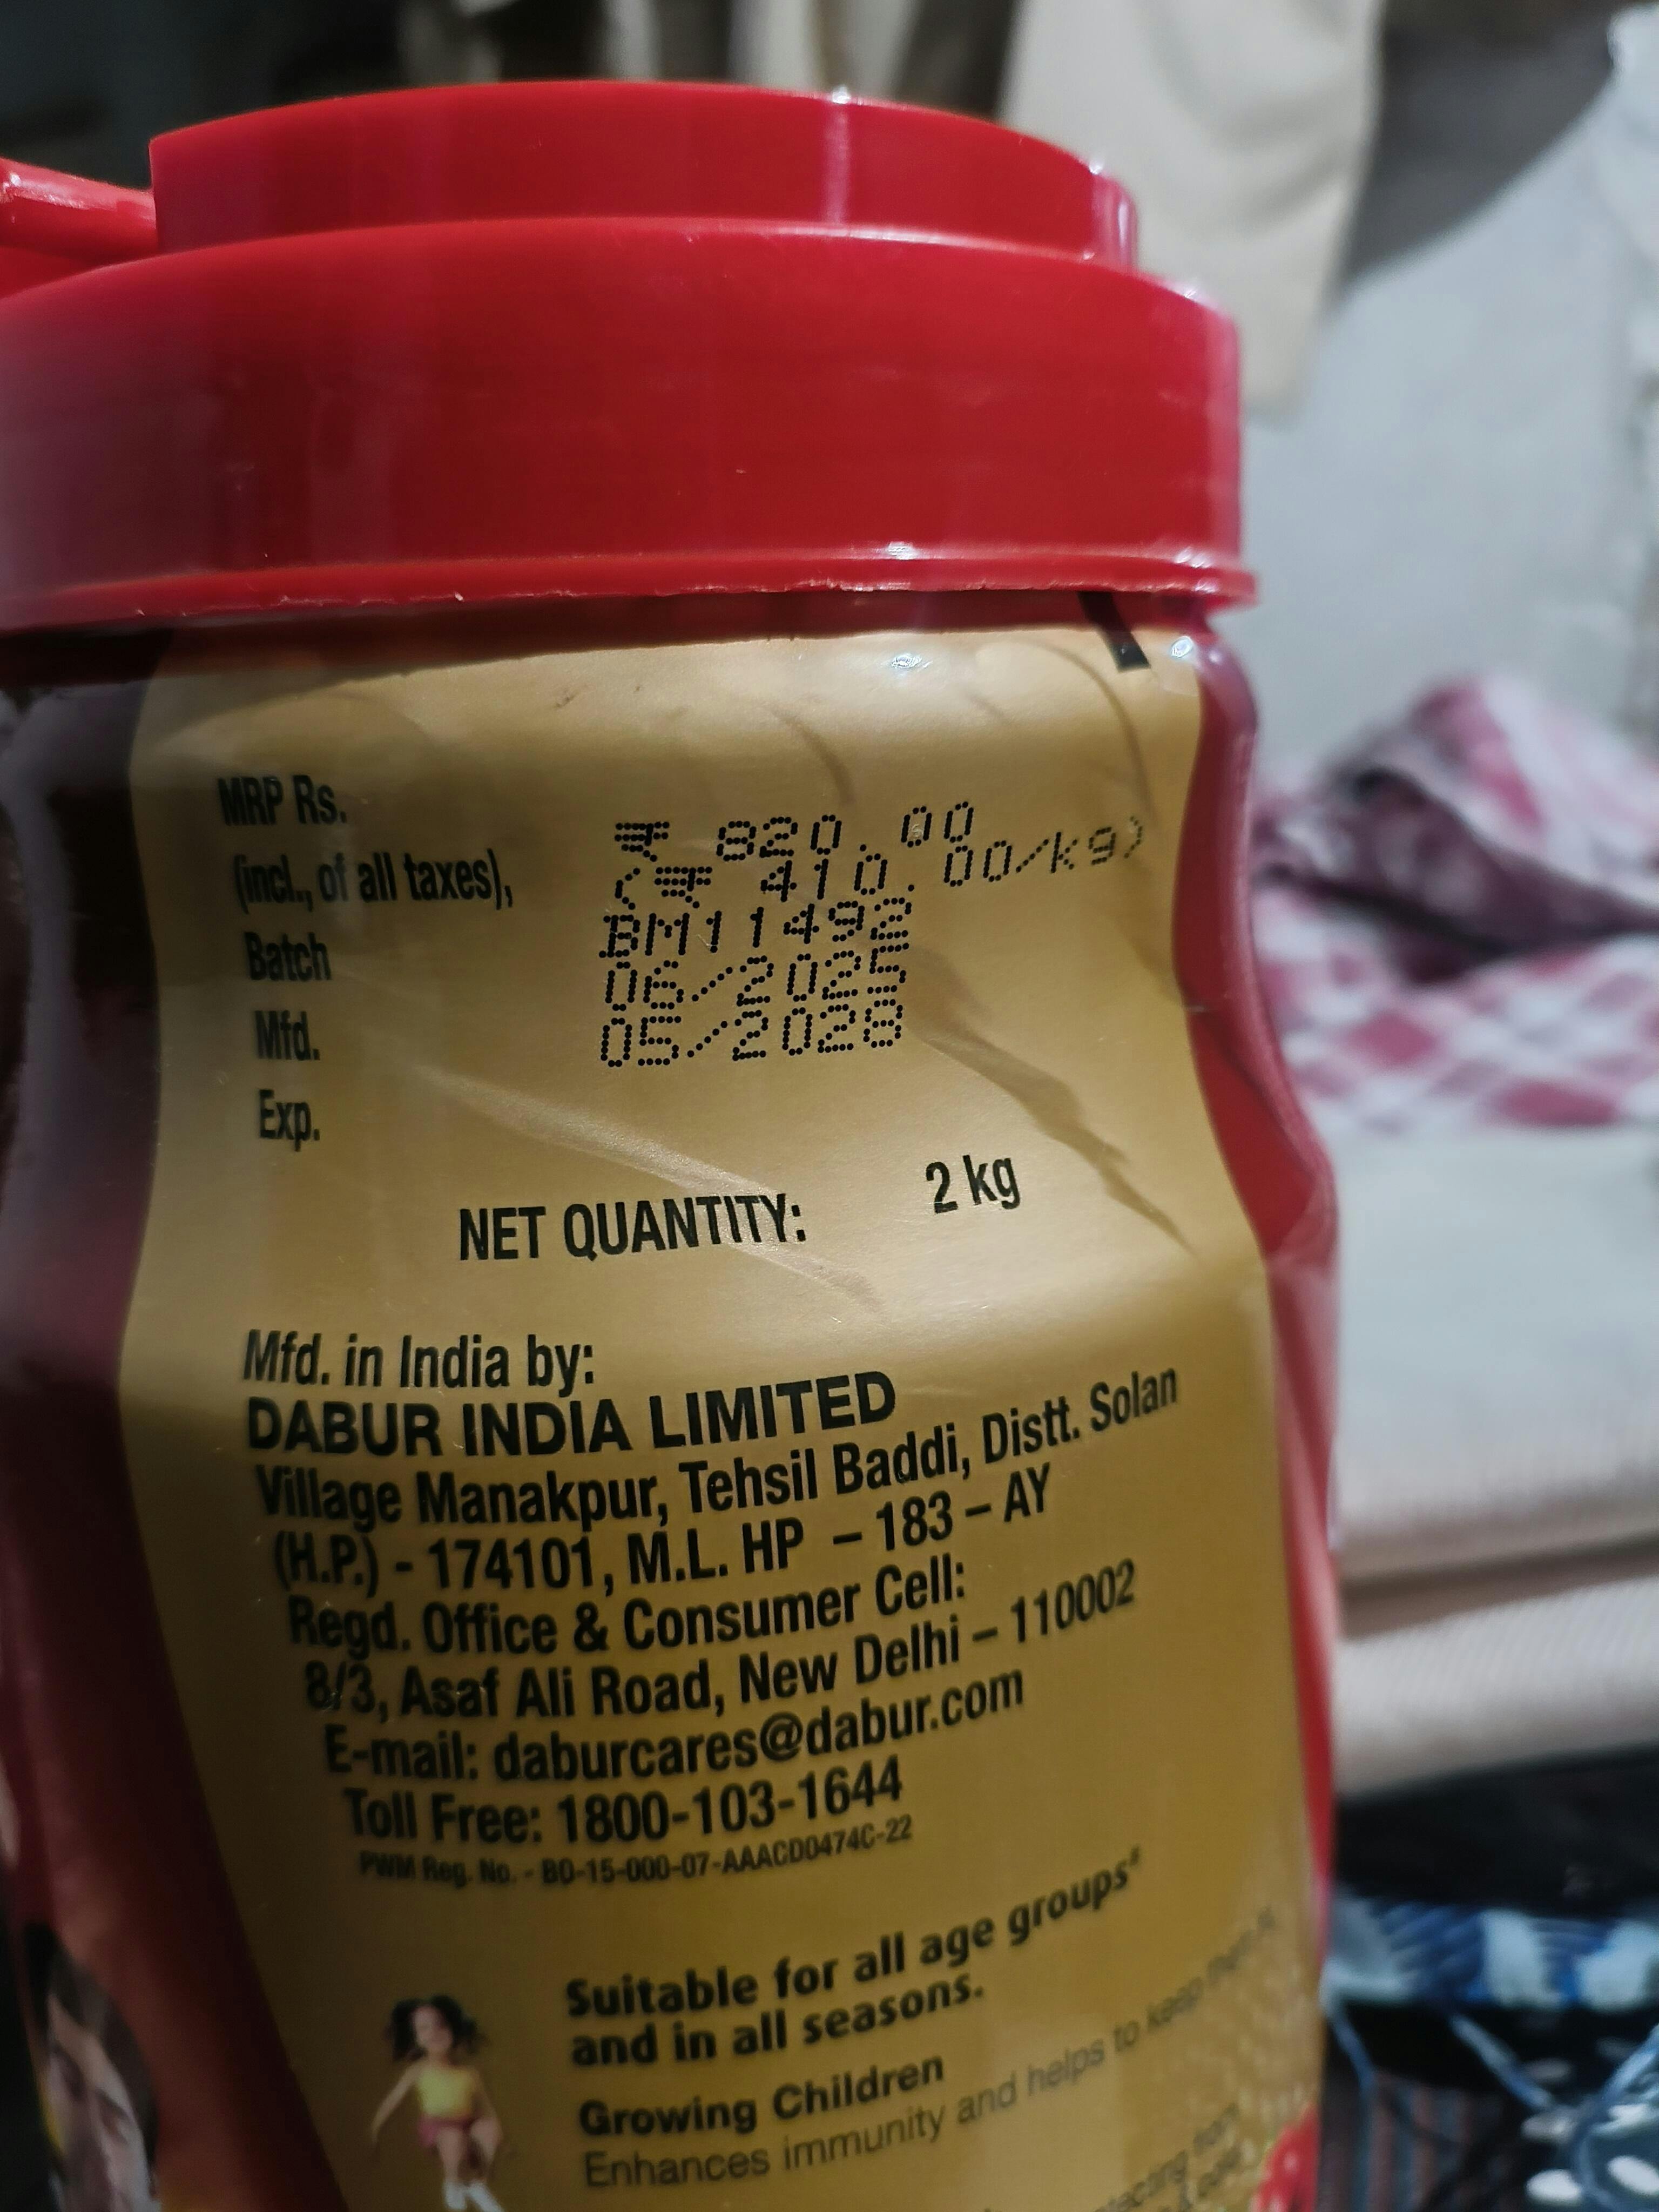 MRP Rs.
(incl., of all taxes),
₹ 820.00
(₹ 410.00/kg)
Batch
BM11492
Mfd.
06/2025
Exp.
05/2028
NET QUANTITY: 2 kg
Mfd. in India by:
DABUR INDIA LIMITED
Village Manakpur, Tehsil Baddi, Distt. Solan
(H.P.) - 174101, M.L. HP – 183 – AY
Regd. Office & Consumer Cell:
8/3, Asaf Ali Road, New Delhi – 110002
E-mail: daburcares@dabur.com
Toll Free: 1800-103-1644
PWM Reg. No. - BO-15-000-07-AAACD0474C-22
Suitable for all age groups#
and in all seasons.
Growing Children
Enhances immunity and helps to keep them